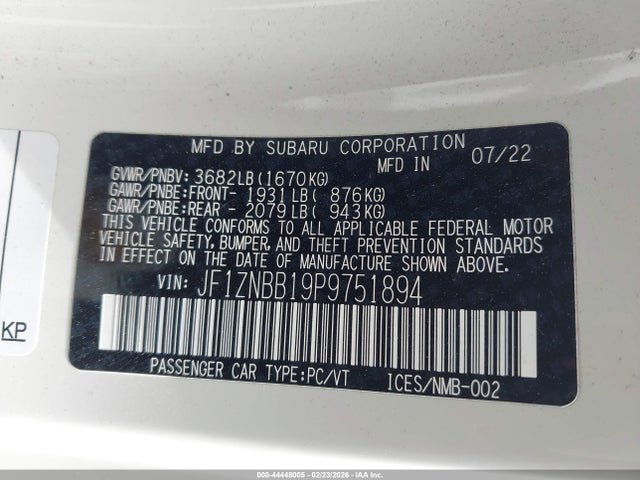 MFD BY SUBARU CORPORATION
MFD IN 07/22
GVWR/PNBV: 3682LB(1670KG)
GAWR/PNBE:FRONT- 1931LB( 876KG)
GAWR/PNBE:REAR - 2079LB( 943KG)
THIS VEHICLE CONFORMS TO ALL APPLICABLE FEDERAL MOTOR
VEHICLE SAFETY, BUMPER, AND THEFT PREVENTION STANDARDS
IN EFFECT ON THE DATE OF MANUFACTURE SHOWN ABOVE.
VIN: JF1ZNBB19P9751894
PASSENGER CAR TYPE:PC/VT ICES/NMB-002
KP
000-44448005 - 02/23/2026 - IAA Inc.